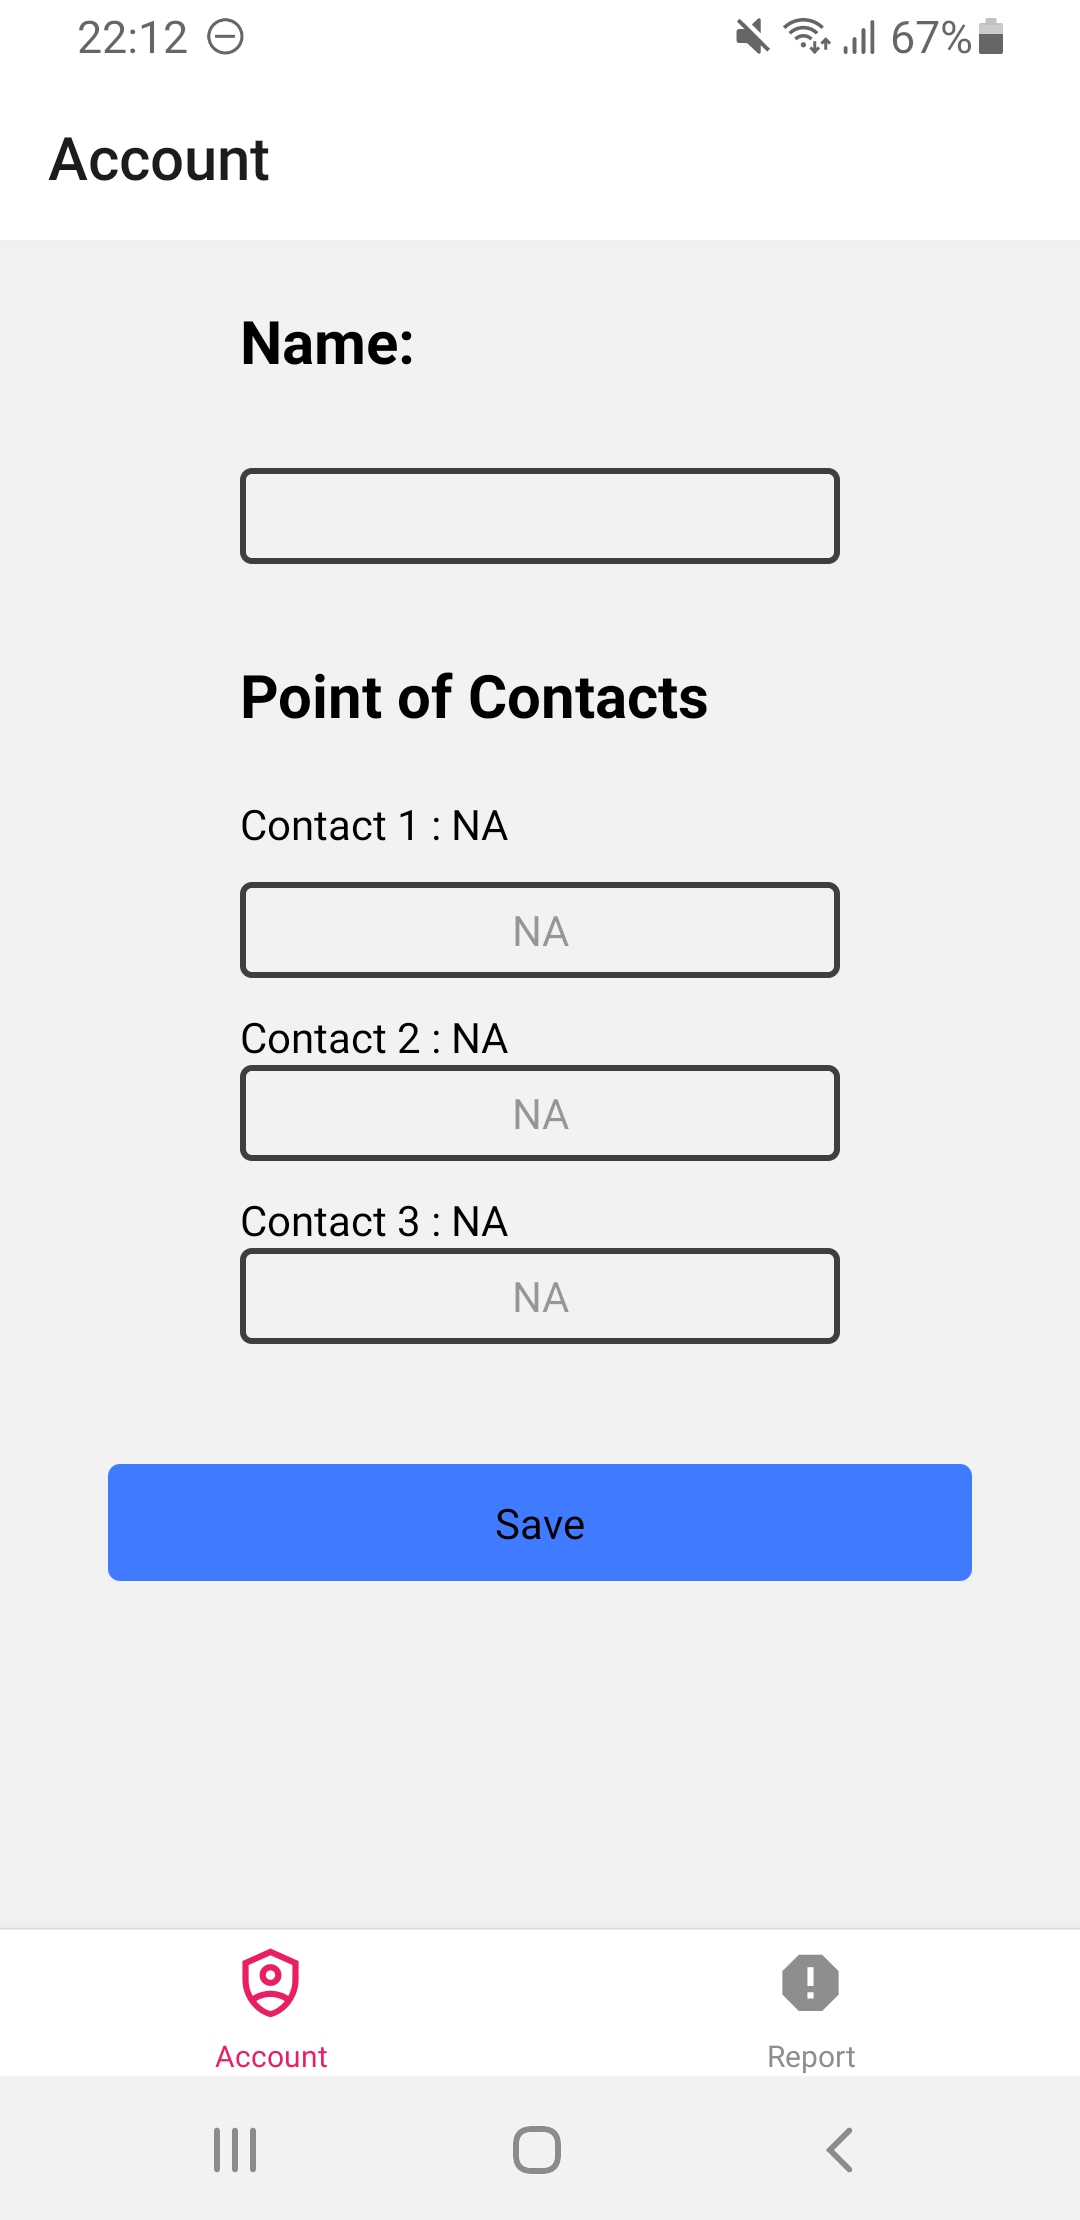 22:12 67%
Account
Name:
Point of Contacts
Contact 1 : NA
NA
Contact 2 : NA
NA
Contact 3 : NA
NA
Save
Account Report